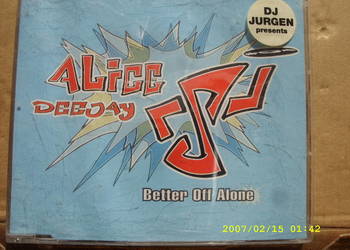 DJ
JURGEN
presents
ALICE
DEEJAY
Better Off Alone
2007/02/15 01:42